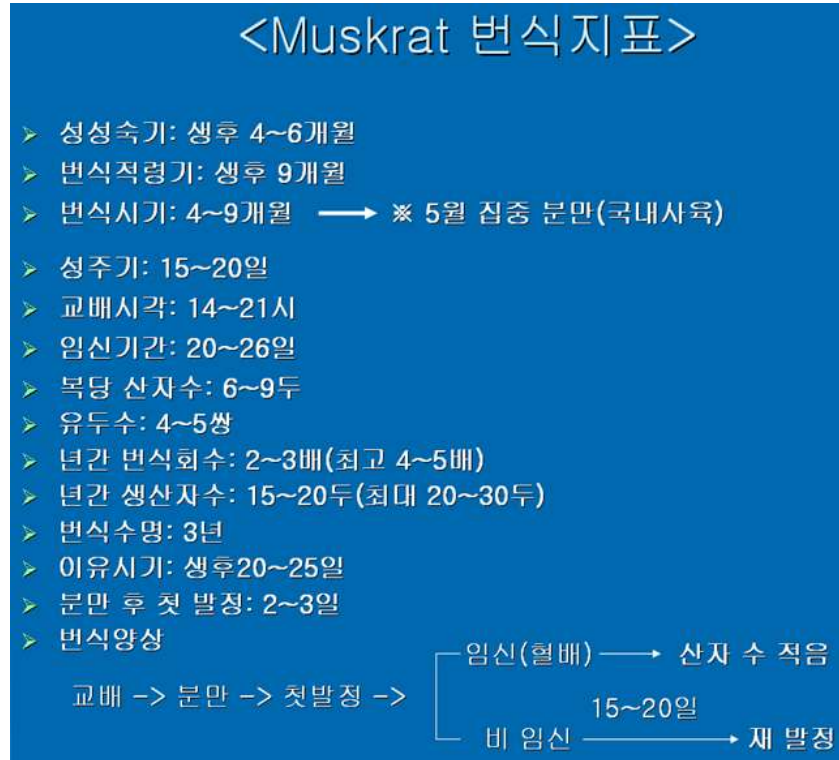 <Muskrat 번식지표>
➢ 성성숙기: 생후 4~6개월
➢ 번식적령기: 생후 9개월
➢ 번식시기: 4~9개월 ⟶ ※ 5월 집중 분만(국내사육)
➢ 성주기: 15~20일
➢ 교배시각: 14~21시
➢ 임신기간: 20~26일
➢ 복당 산자수: 6~9두
➢ 유두수: 4~5쌍
➢ 년간 번식회수: 2~3배(최고 4~5배)
➢ 년간 생산자수: 15~20두(최대 20~30두)
➢ 번식수명: 3년
➢ 이유시기: 생후20~25일
➢ 분만 후 첫 발정: 2~3일
➢ 번식양상
임신(혈배) ⟶ 산자 수 적음
교배 -> 분만 -> 첫발정 ->
15~20일
비 임신 ⟶ 재 발정